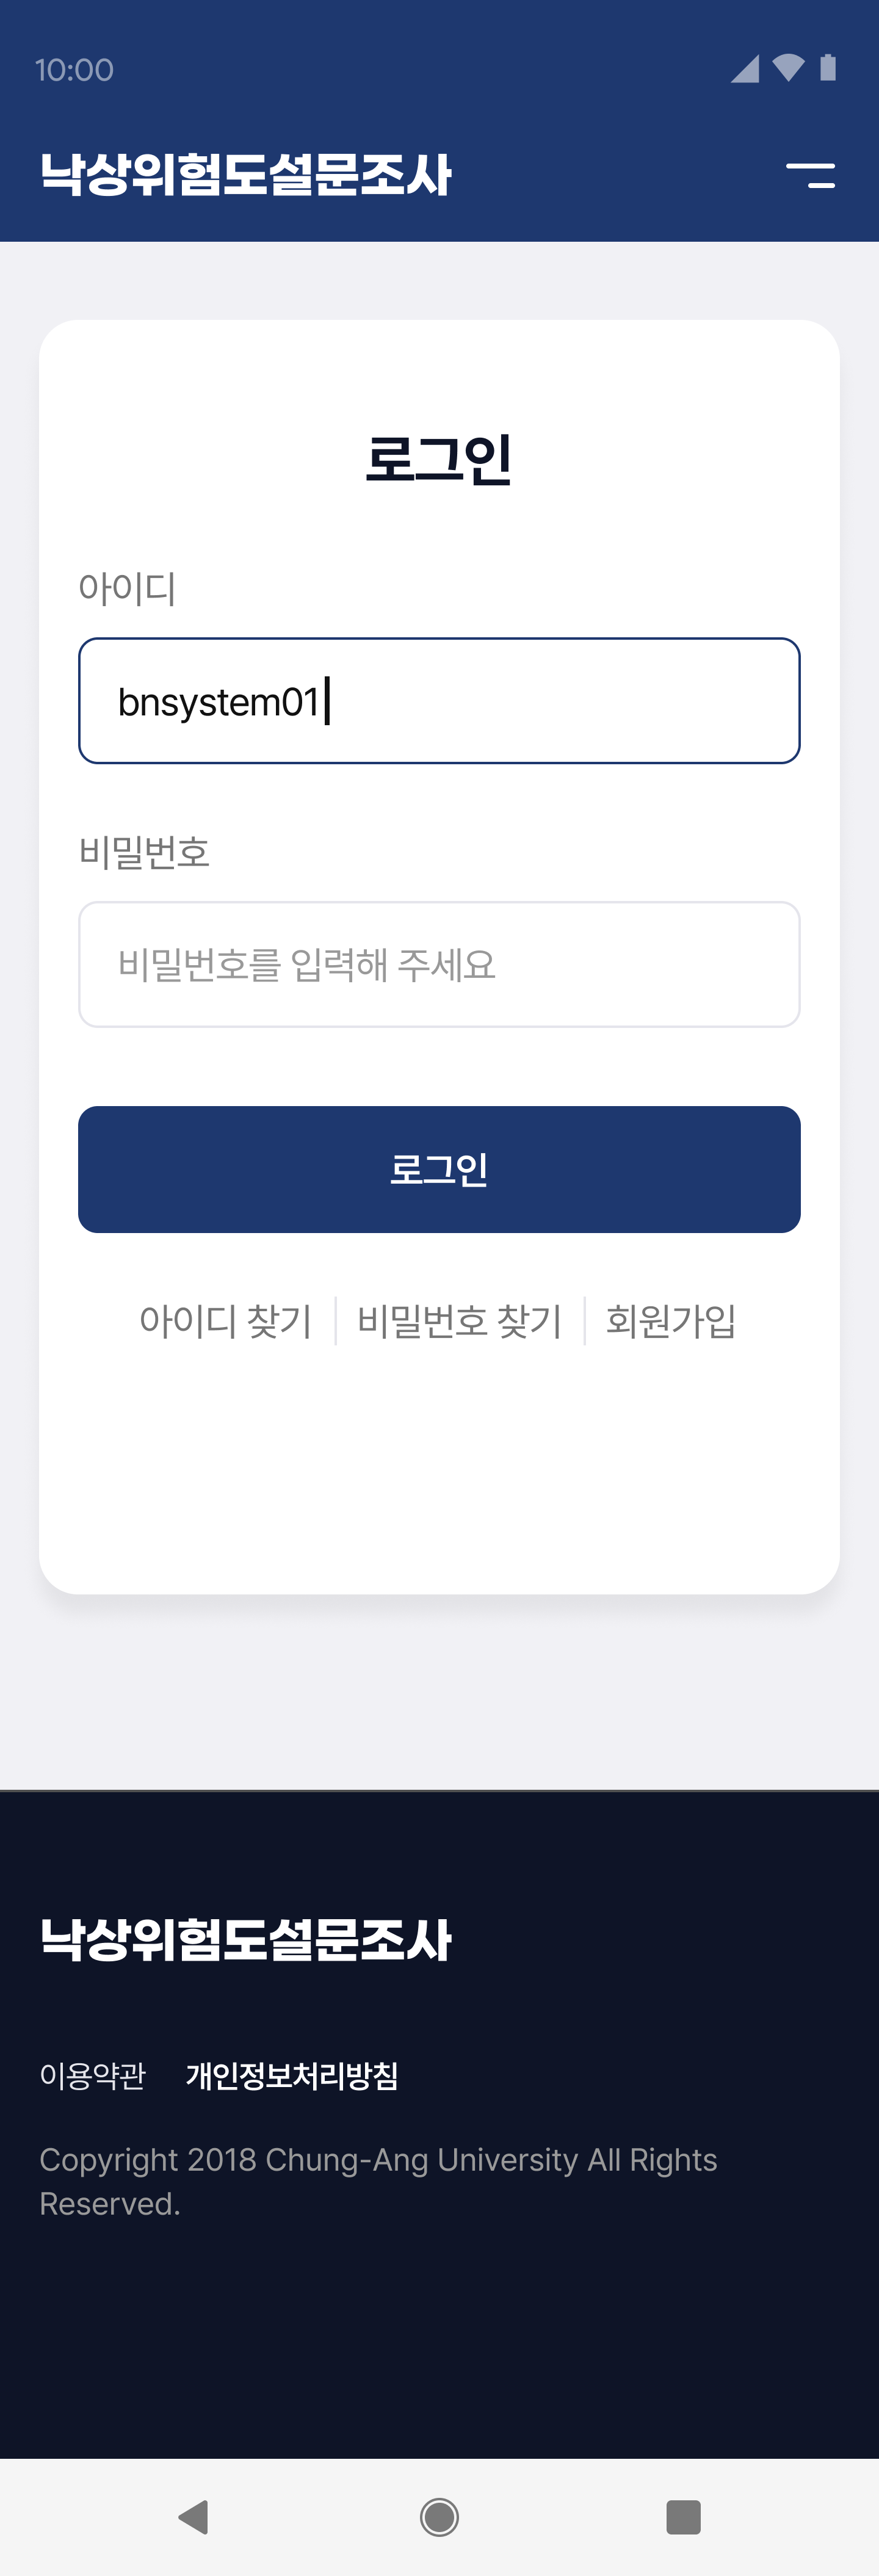 10:00
낙상위험도설문조사
로그인
아이디
bnsystem01
비밀번호
비밀번호를 입력해 주세요
로그인
아이디 찾기 비밀번호 찾기 회원가입
낙상위험도설문조사
이용약관 개인정보처리방침
Copyright 2018 Chung-Ang University All Rights
Reserved.